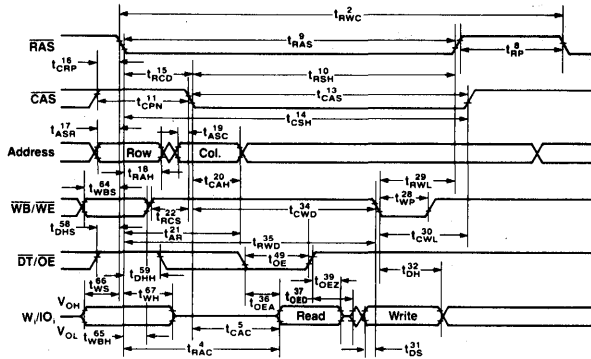 2
tRWC
RAS
9
tRAS
8
tRP
16
tCRP
15
tRCD
10
tRSH
11
tCPN
13
tCAS
CAS
14
tCSH
17
tASR
19
tASC
Address
Row
Col.
18
tRAH
20
tCAH
29
tRWL
64
tWBS
28
tWP
34
tCWD
WB/WE
22
tRCS
30
tCWL
58
tDHS
21
tAR
35
tRWD
DT/OE
49
tOE
59
tDHH
39
tOEZ
32
tDH
66
tWS
67
tWH
36
tOEA
37
tOED
VOH
Wi/IOi
Read
Write
VOL
65
tWBH
5
tCAC
31
tDS
4
tRAC